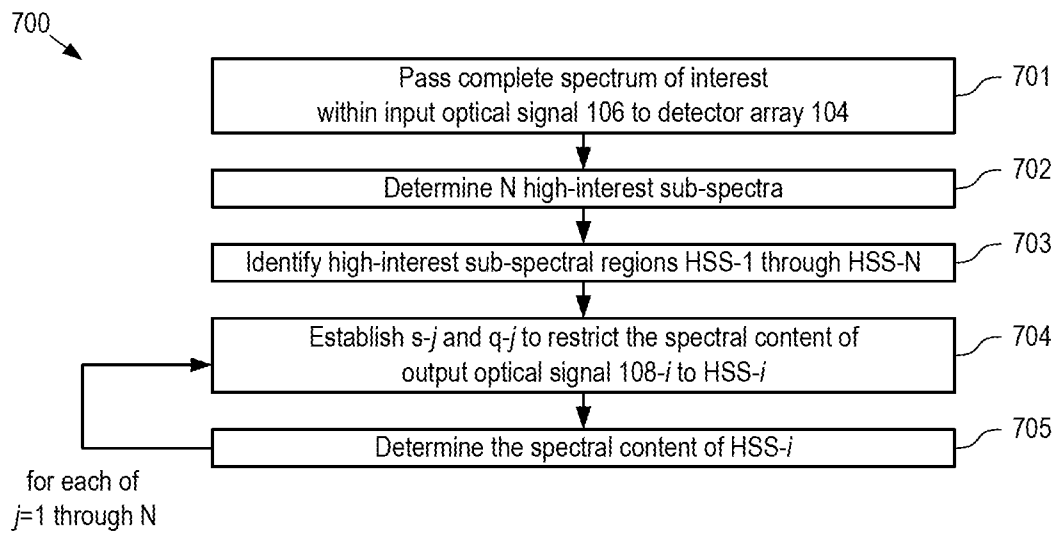 700
Pass complete spectrum of interest
within input optical signal 106 to detector array 104
701
Determine N high-interest sub-spectra
702
Identify high-interest sub-spectral regions HSS-1 through HSS-N
703
Establish s-j and q-j to restrict the spectral content of
output optical signal 108-i to HSS-i
704
Determine the spectral content of HSS-i
705
for each of
j=1 through N